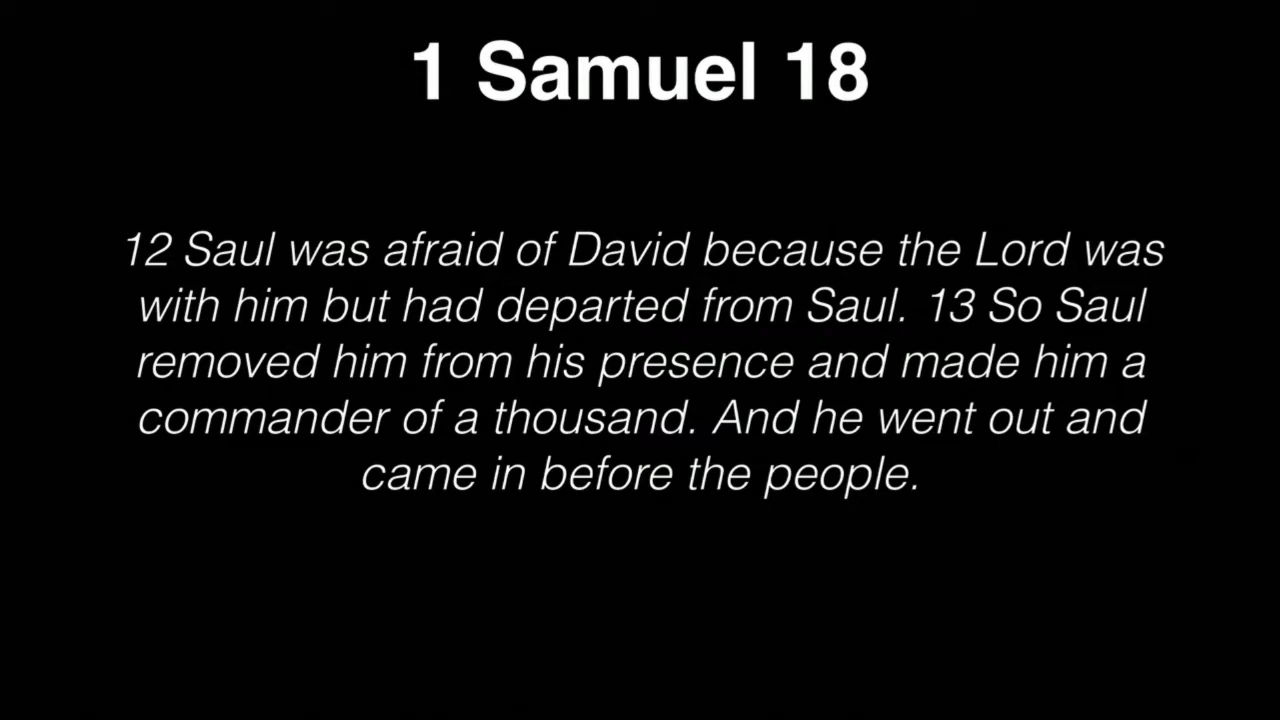 1 Samuel 18
12 Saul was afraid of David because the Lord was
with him but had departed from Saul. 13 So Saul
removed him from his presence and made him a
commander of a thousand. And he went out and
came in before the people.